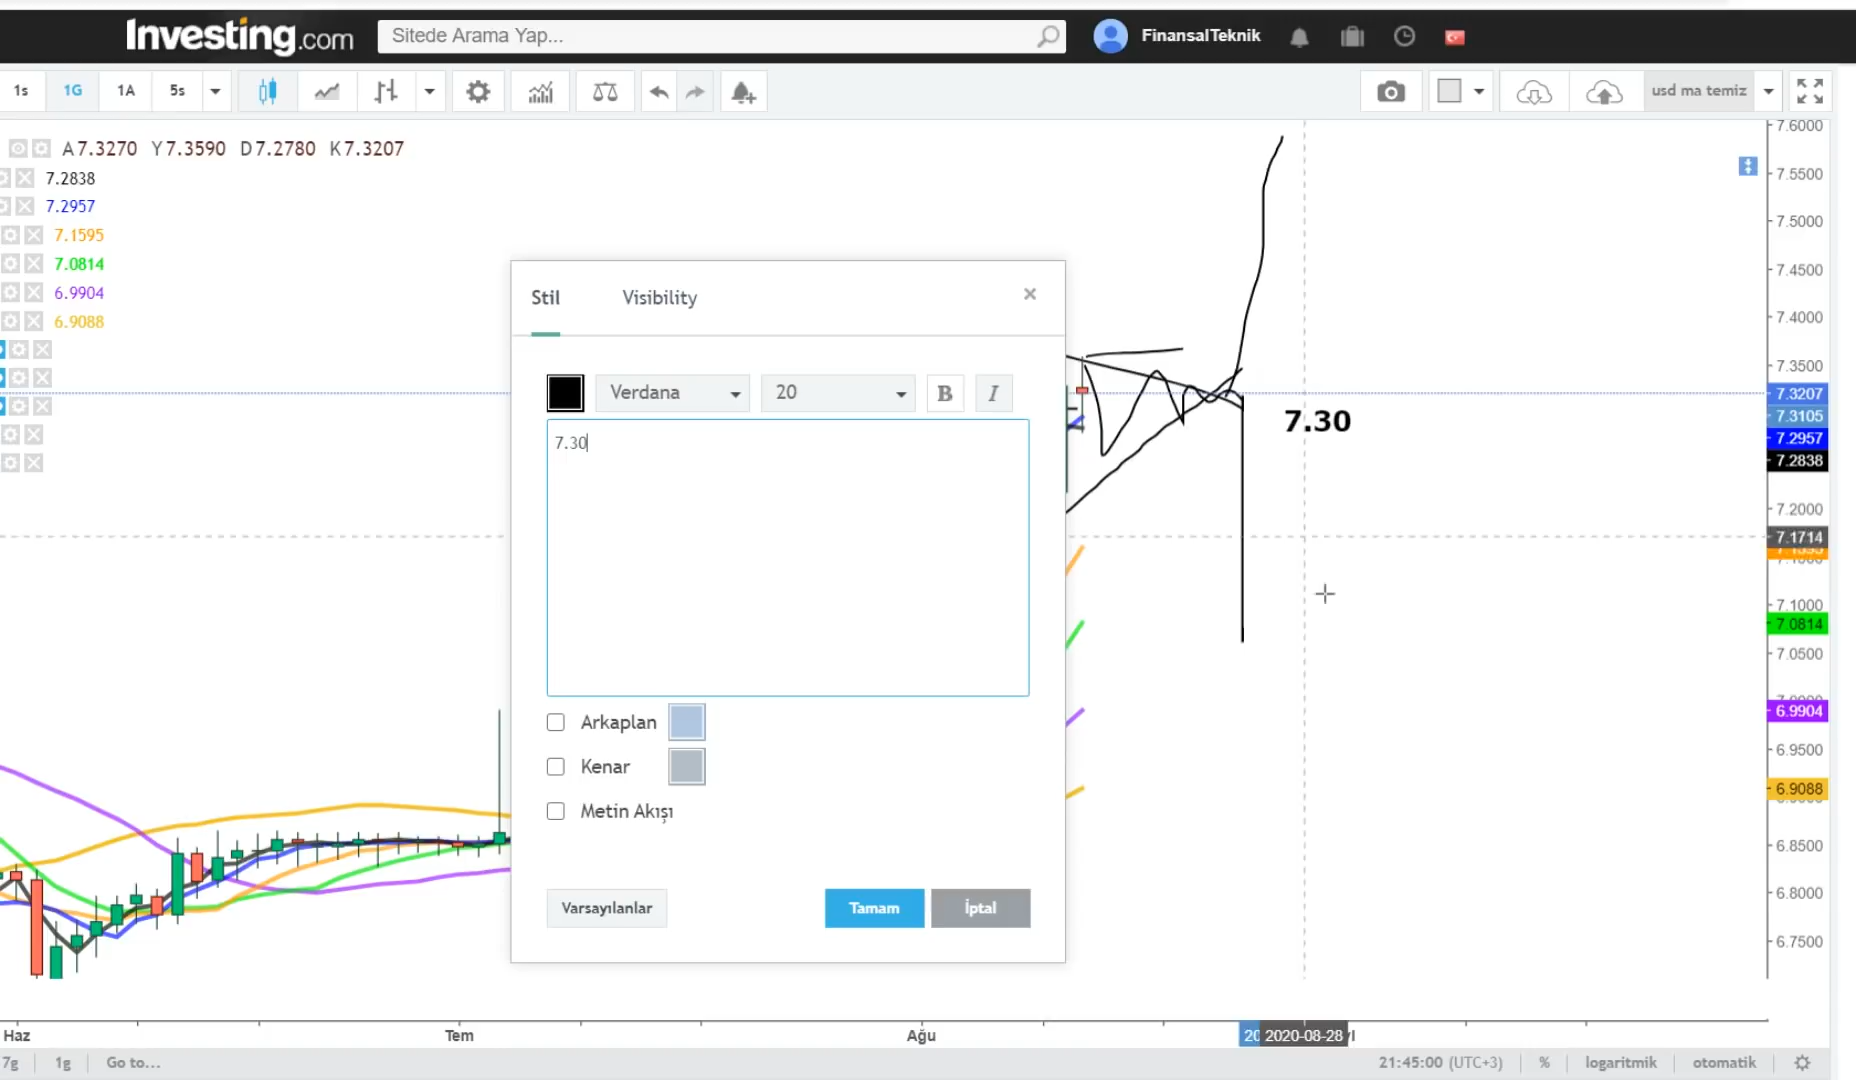 Investing.com
Sitede Arama Yap...
FinansalTeknik
1s 1G 1A 5s
usd ma temiz
A7.3270 Y7.3590 D7.2780 K7.3207
7.2838
7.2957
7.1595
7.0814
6.9904
6.9088
Stil Visibility
Verdana 20 B I
7.30
Arkaplan
Kenar
Metin Akışı
Varsayılanlar Tamam İptal
7.30
7.6000
7.5500
7.5000
7.4500
7.4000
7.3500
7.3207
7.3105
7.2957
7.2838
7.2000
7.1714
7.1000
7.0814
7.0500
6.9904
6.9500
6.9088
6.8500
6.8000
6.7500
Haz Tem Ağu 20 2020-08-28
7g 1g Go to... 21:45:00 (UTC+3) % logaritmik otomatik